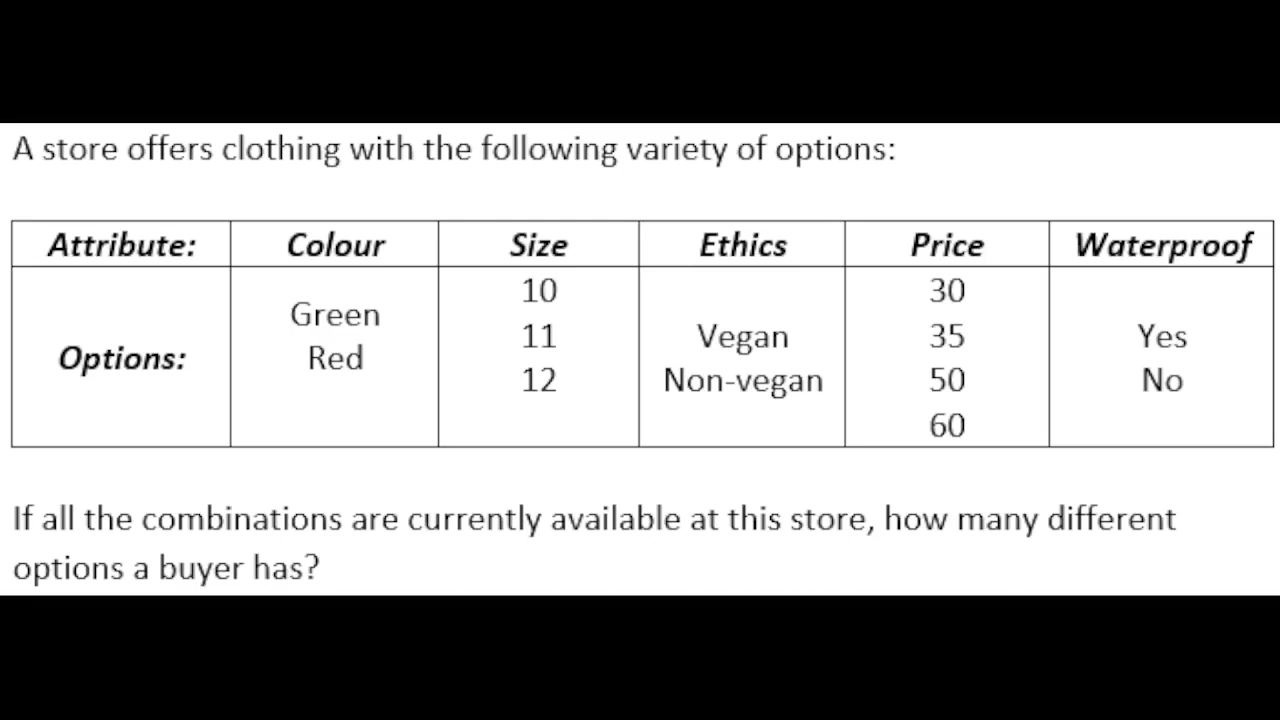 A store offers clothing with the following variety of options:
Attribute: Colour Size Ethics Price Waterproof
Options: Green Red 10 11 12 Vegan Non-vegan 30 35 50 60 Yes No
If all the combinations are currently available at this store, how many different
options a buyer has?